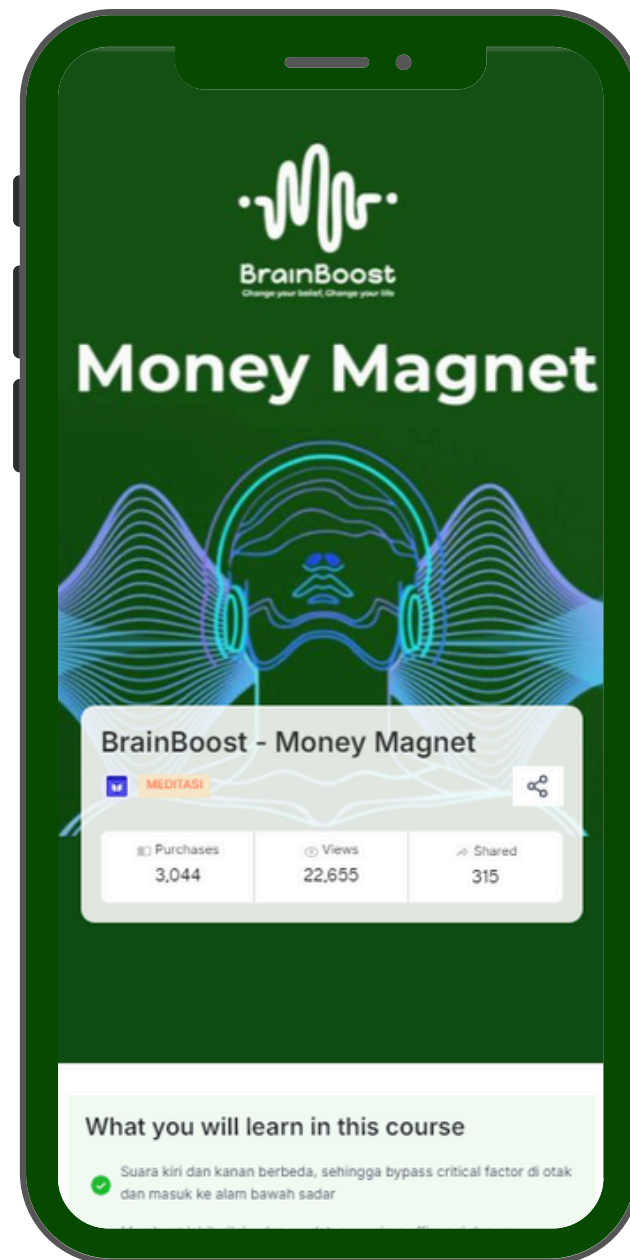 BrainBoost
Change your belief, Change your life
Money Magnet
BrainBoost - Money Magnet
MEDITASI
Purchases
3,044
Views
22,655
Shared
315
What you will learn in this course
Suara kiri dan kanan berbeda, sehingga bypass critical factor di otak
dan masuk ke alam bawah sadar